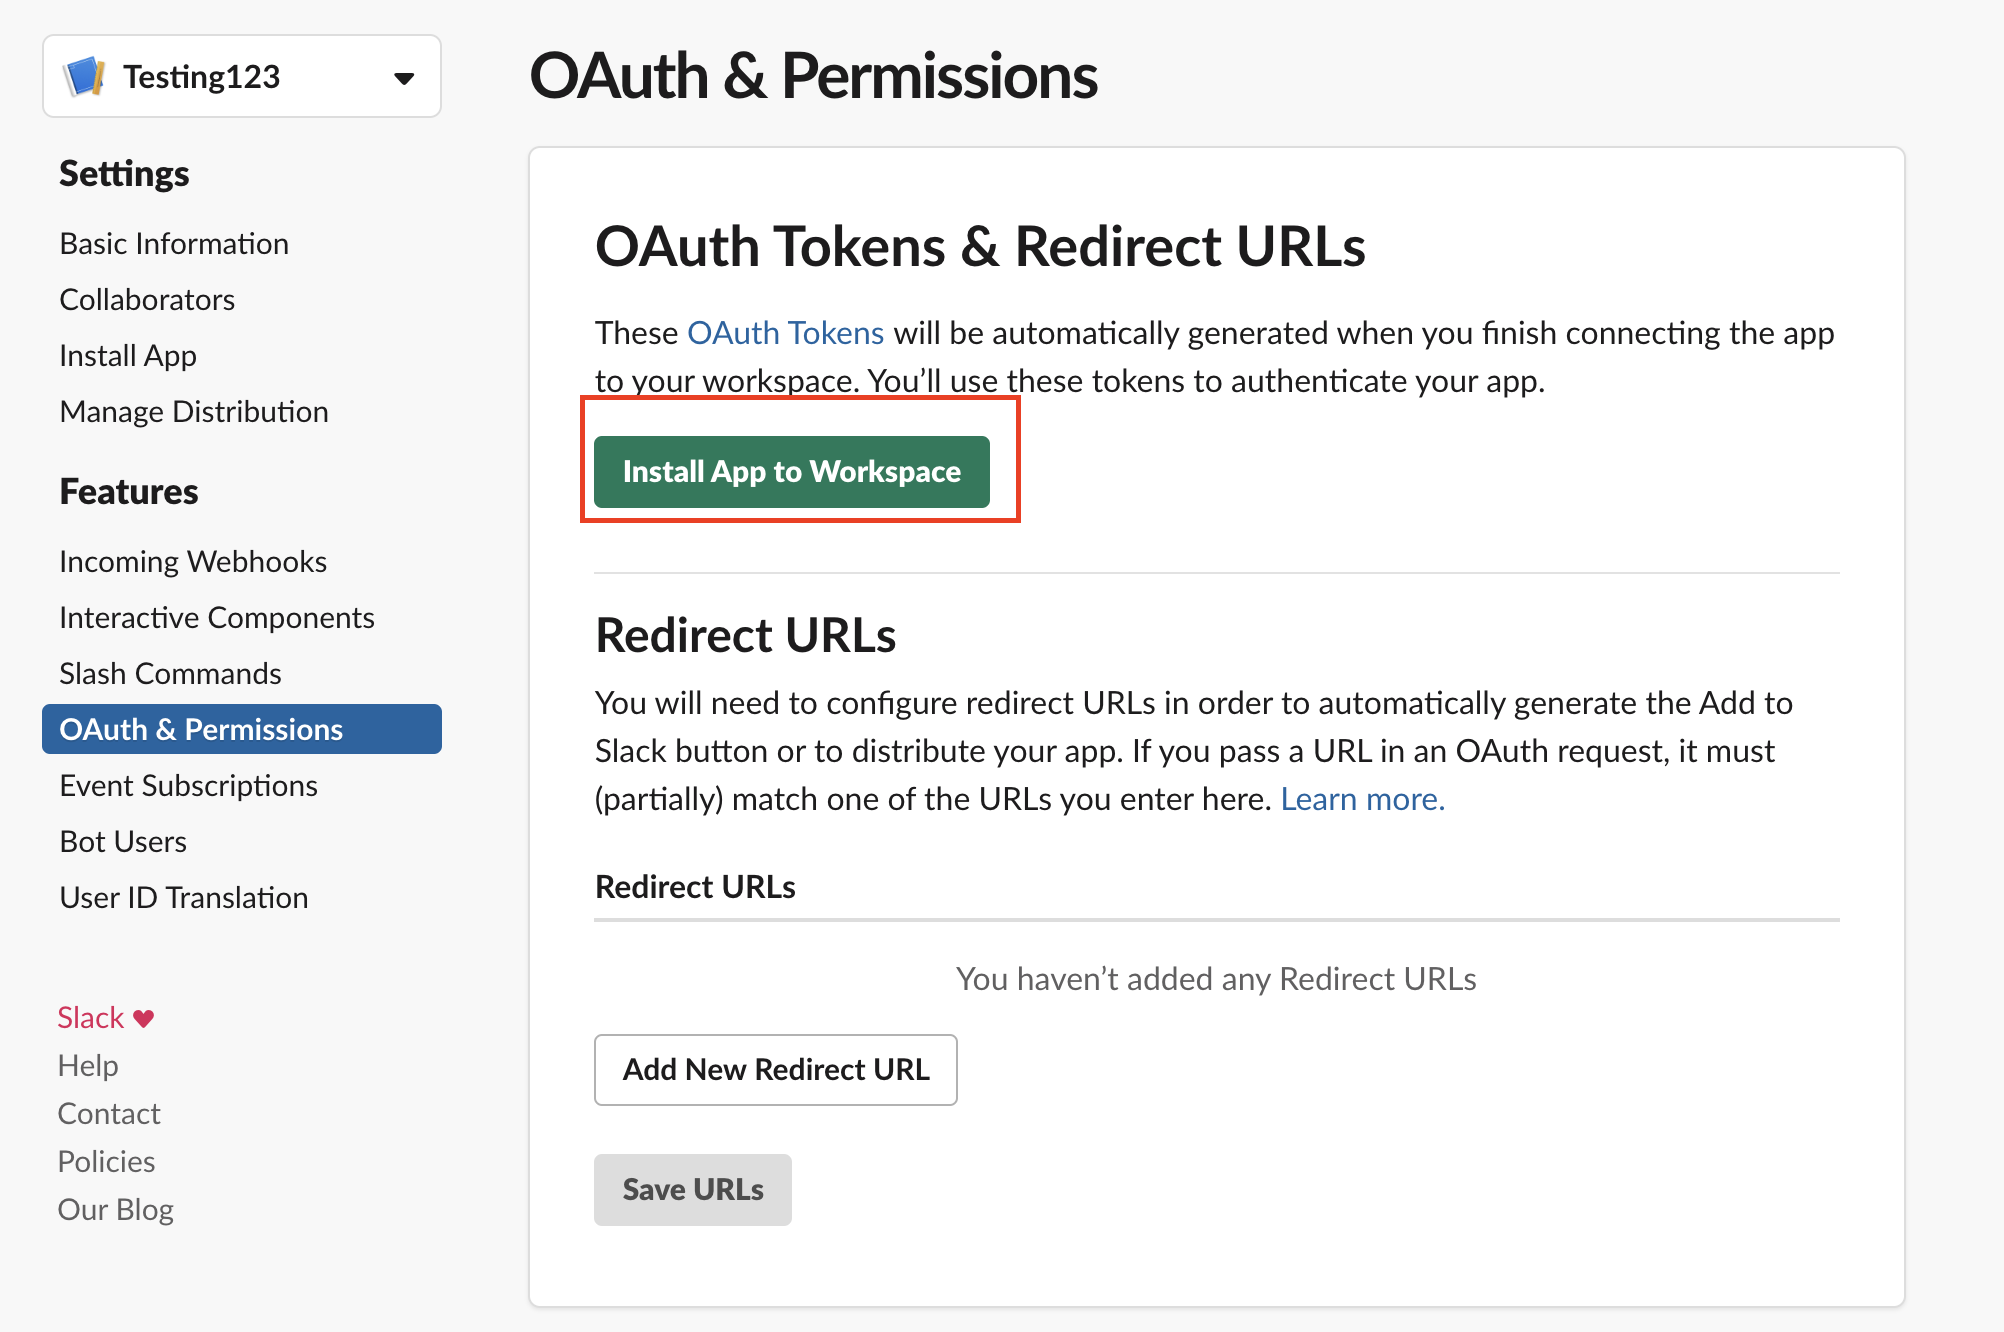 Testing123
Settings
Basic Information
Collaborators
Install App
Manage Distribution
Features
Incoming Webhooks
Interactive Components
Slash Commands
OAuth & Permissions
Event Subscriptions
Bot Users
User ID Translation
Slack ♥
Help
Contact
Policies
Our Blog
OAuth & Permissions
OAuth Tokens & Redirect URLs
These OAuth Tokens will be automatically generated when you finish connecting the app
to your workspace. You’ll use these tokens to authenticate your app.
Install App to Workspace
Redirect URLs
You will need to configure redirect URLs in order to automatically generate the Add to
Slack button or to distribute your app. If you pass a URL in an OAuth request, it must
(partially) match one of the URLs you enter here. Learn more.
Redirect URLs
You haven’t added any Redirect URLs
Add New Redirect URL
Save URLs